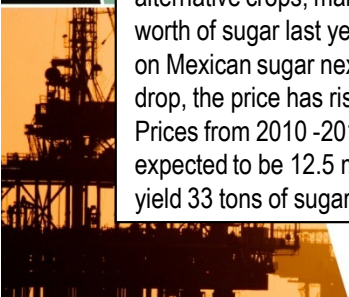 alternative crops, mai
worth of sugar last ye
on Mexican sugar nex
drop, the price has ris
Prices from 2010 -201
expected to be 12.5 m
yield 33 tons of sugar